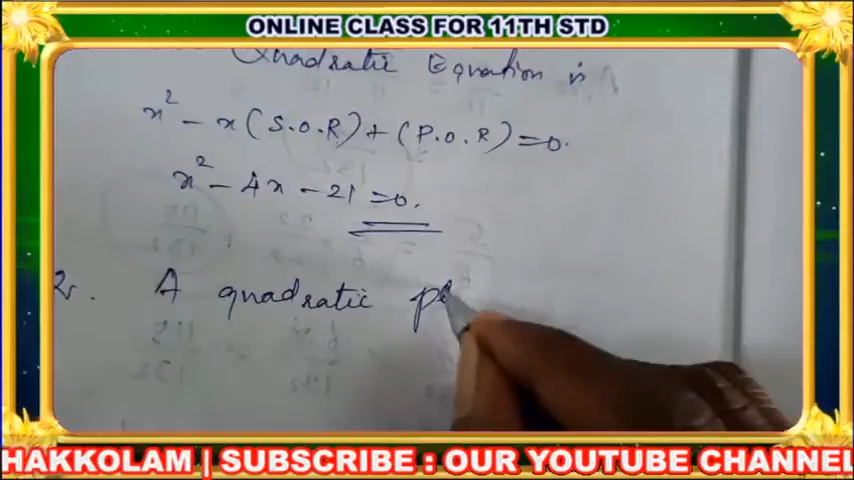 ONLINE CLASS FOR 11TH STD
Quadratic Equation is
x² - x(S.O.R) + (P.O.R) = 0.
x² - 4x - 21 = 0.
2. A quadratic
HAKKOLAM | SUBSCRIBE : OUR YOUTUBE CHANNEL